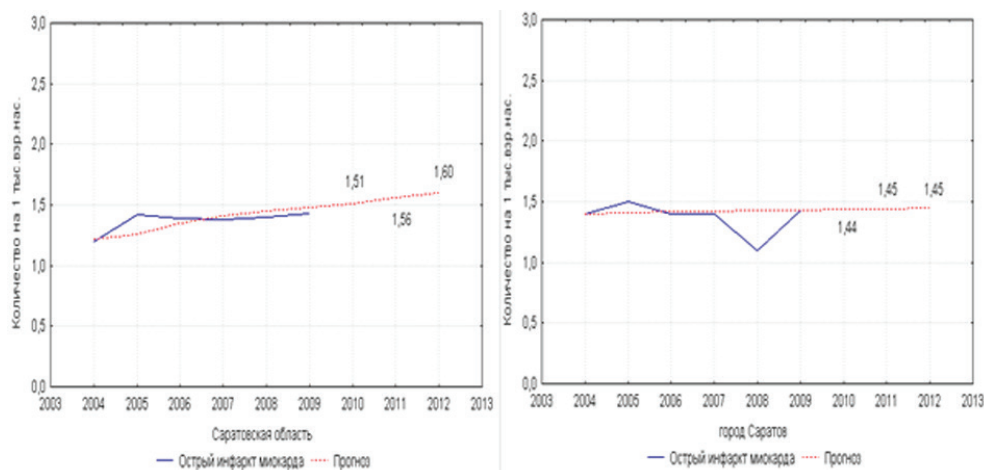 Количество на 1 тыс.взр.нас.
3,0
2,5
2,0
1,5
1,0
0,5
0,0
1,51
1,60
1,56
2003 2004 2005 2006 2007 2008 2009 2010 2011 2012 2013
Саратовская область
Острый инфаркт миокарда Прогноз
Количество на 1 тыс.взр.нас.
3,0
2,5
2,0
1,5
1,0
0,5
0,0
1,45 1,45
1,44
2003 2004 2005 2006 2007 2008 2009 2010 2011 2012 2013
город Саратов
Острый инфаркт миокарда Прогноз